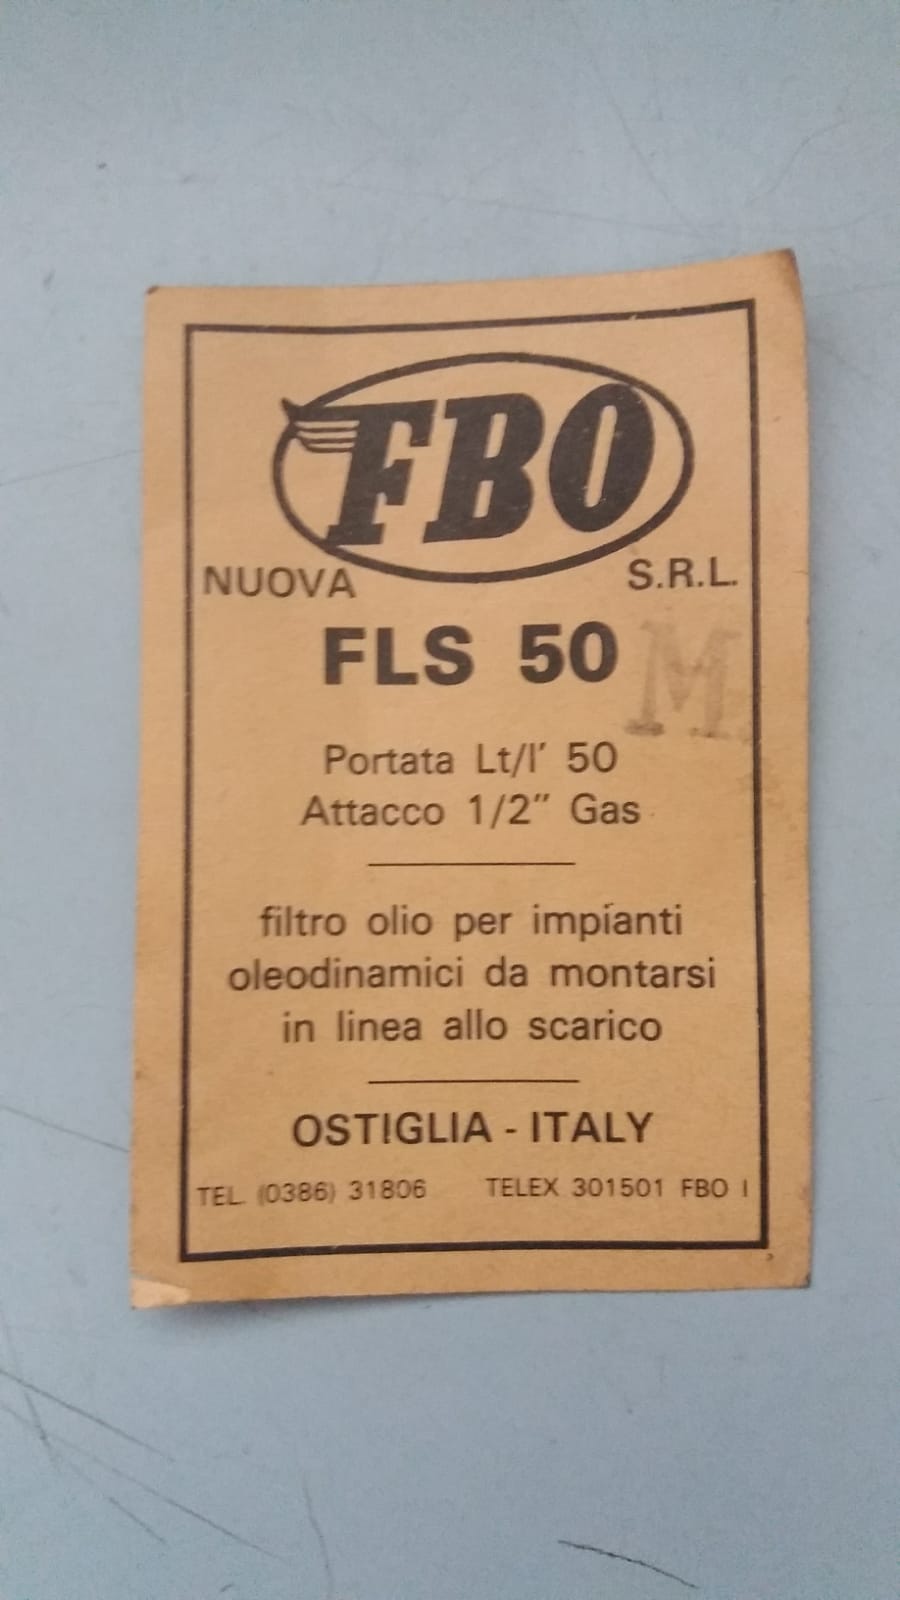 FBO
NUOVA S.R.L.
FLS 50
M
Portata Lt/l' 50
Attacco 1/2" Gas
filtro olio per impianti
oleodinamici da montarsi
in linea allo scarico
OSTIGLIA - ITALY
TEL. (0386) 31806 TELEX 301501 FBO I